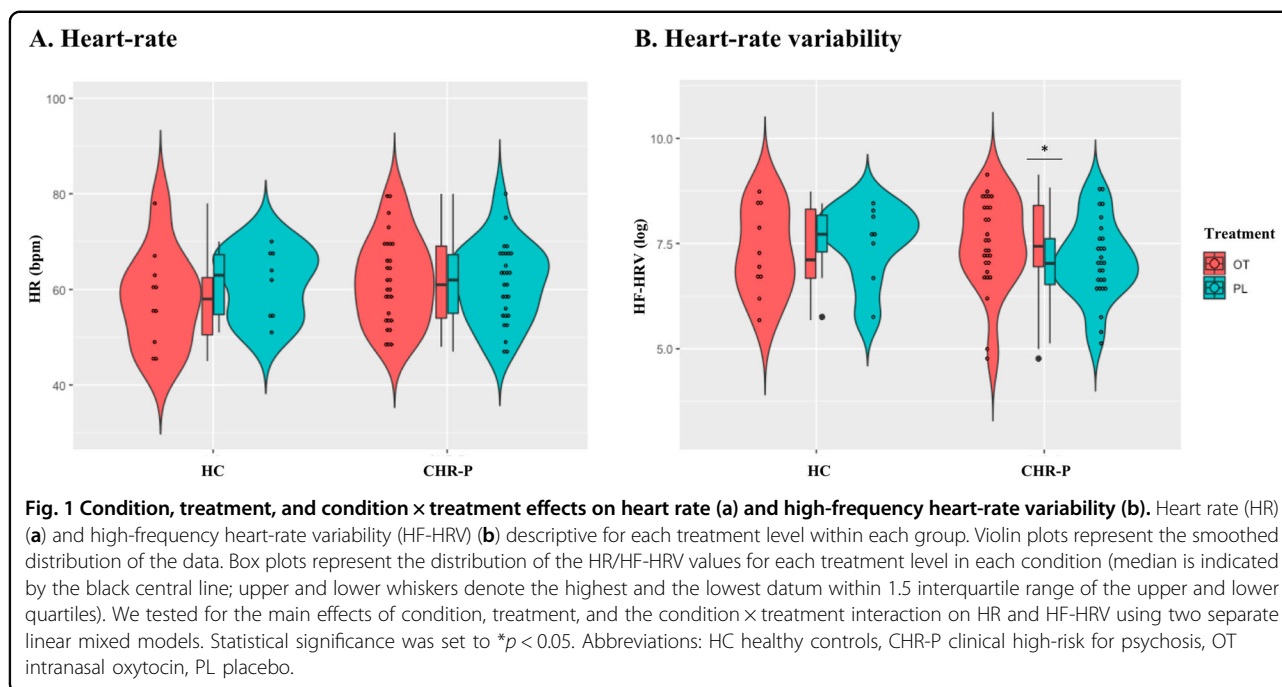 A. Heart-rate
B. Heart-rate variability
HR (bpm)
100
80
60
40
HC
CHR-P
HF-HRV (log)
10.0
7.5
5.0
*
HC
CHR-P
Treatment
OT
PL
Fig. 1 Condition, treatment, and condition × treatment effects on heart rate (a) and high-frequency heart-rate variability (b). Heart rate (HR)
(a) and high-frequency heart-rate variability (HF-HRV) (b) descriptive for each treatment level within each group. Violin plots represent the smoothed
distribution of the data. Box plots represent the distribution of the HR/HF-HRV values for each treatment level in each condition (median is indicated
by the black central line; upper and lower whiskers denote the highest and the lowest datum within 1.5 interquartile range of the upper and lower
quartiles). We tested for the main effects of condition, treatment, and the condition × treatment interaction on HR and HF-HRV using two separate
linear mixed models. Statistical significance was set to *p < 0.05. Abbreviations: HC healthy controls, CHR-P clinical high-risk for psychosis, OT
intranasal oxytocin, PL placebo.